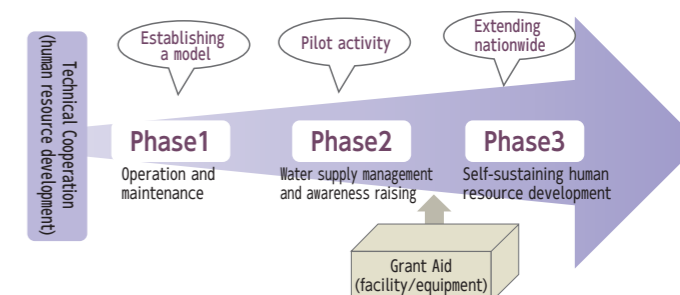 Technical Cooperation
(human resource development)
Establishing
a model
Pilot activity
Extending
nationwide
Phase1
Phase2
Phase3
Operation and
maintenance
Water supply management
and awareness raising
Self-sustaining human
resource development
Grant Aid
(facility/equipment)